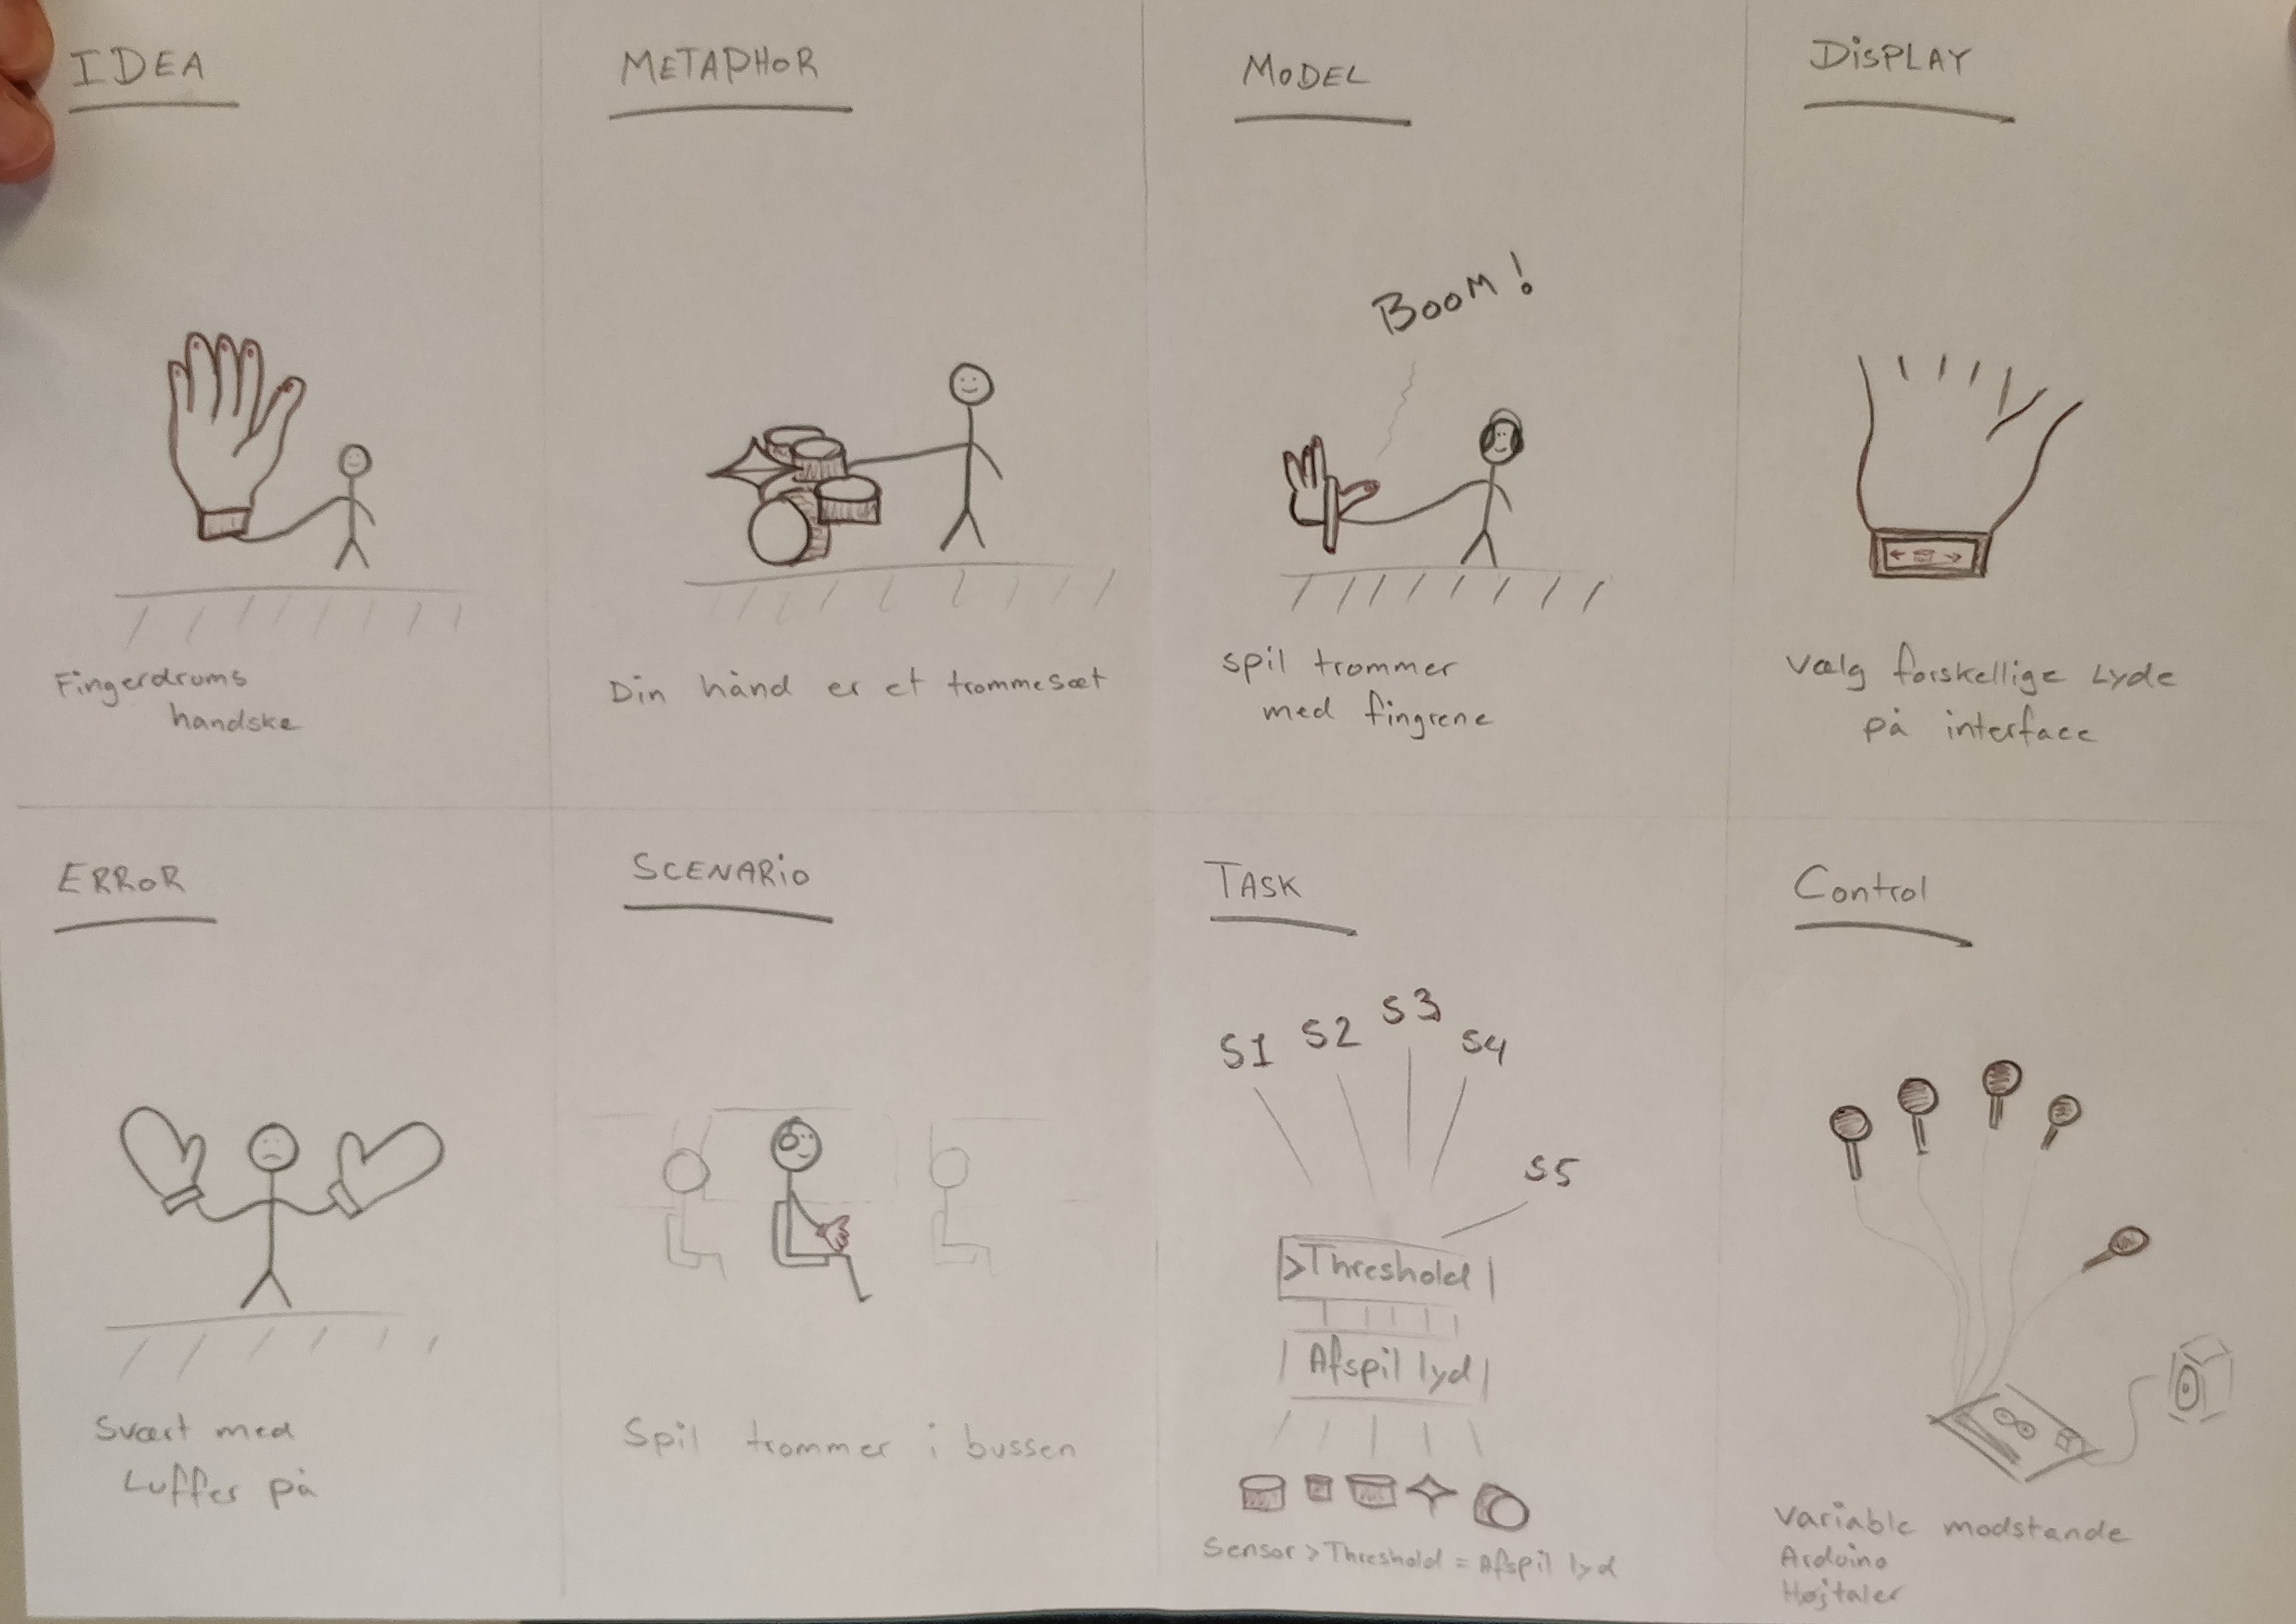 IDEA
Fingerdrums
handske
METAPHOR
Din hånd er et trommesæt
MODEL
BOOM!
spil trommer
med fingrene
DiSPLAY
vælg forskellige Lyde
på interface
ERROR
Svært med
Luffer på
SCENARiO
Spil trommer i bussen
TASK
S1 S2 S3 S4
S5
>Threshold
Afspil lyd
Sensor > Threshold = Afspil lyd
Control
variable modstande
Arduino
Højtaler